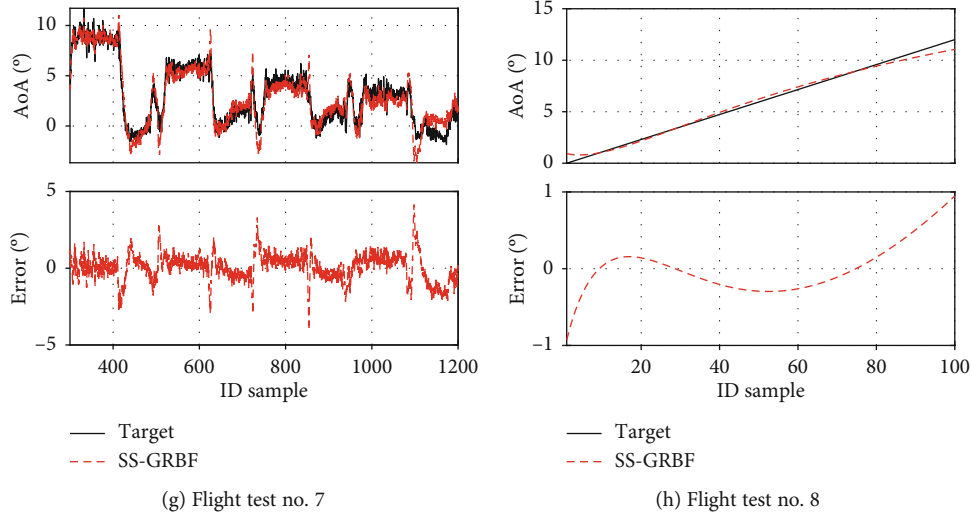 10
5
0
AoA (°)
5
0
−5
Error (°)
400
600
800
1000
1200
ID sample
Target
SS-GRBF
(g) Flight test no. 7
15
10
5
0
AoA (°)
1
0
−1
Error (°)
20
40
60
80
100
ID sample
Target
SS-GRBF
(h) Flight test no. 8